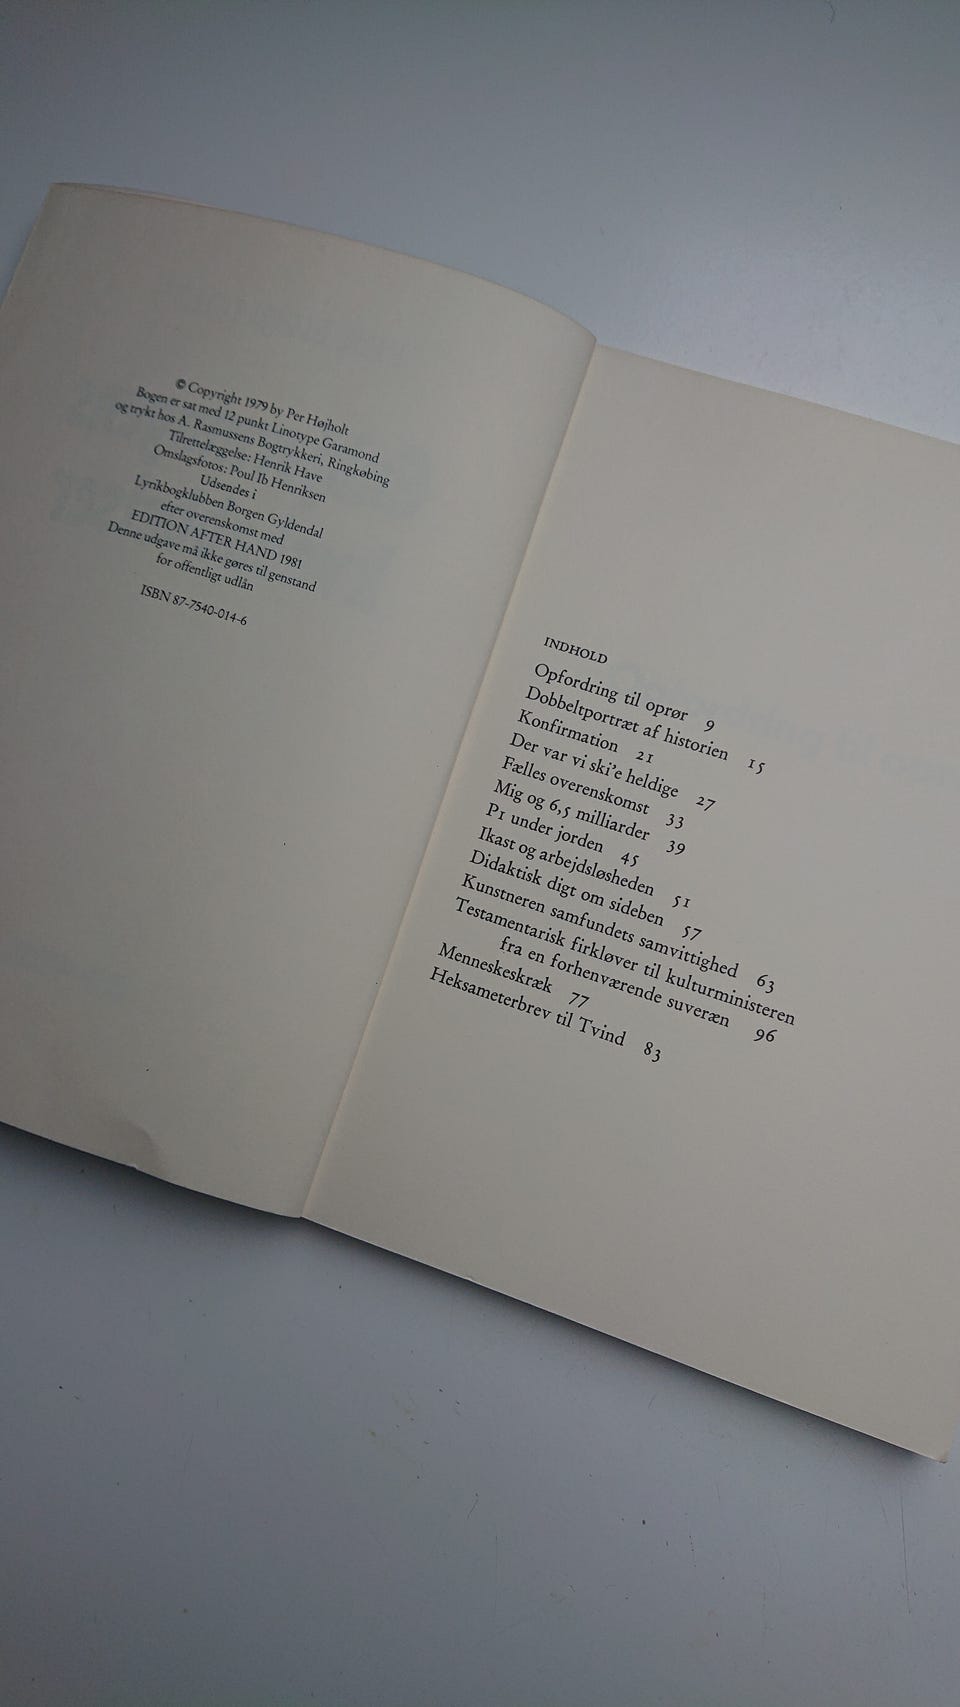 © Copyright 1979 by Per Højholt
Bogen er sat med 12 punkt Linotype Garamond
og trykt hos A. Rasmussens Bogtrykkeri, Ringkøbing
Tilrettelæggelse: Henrik Have
Omslagsfotos: Poul Ib Henriksen
Udsendes i
Lyrikbogklubben Borgen Gyldendal
efter overenskomst med
EDITION AFTER HAND 1981
Denne udgave må ikke gøres til genstand
for offentligt udlån
ISBN 87-7540-014-6
INDHOLD
Opfordring til oprør 9
Dobbeltportræt af historien 15
Konfirmation 21
Der var vi ski'e heldige 27
Fælles overenskomst 33
Mig og 6,5 milliarder 39
P1 under jorden 45
Ikast og arbejdsløsheden 51
Didaktisk digt om sideben 57
Kunstneren samfundets samvittighed 63
Testamentarisk firkløver til kulturministeren
fra en forhenværende suveræn 96
Menneskeskræk 77
Heksameterbrev til Tvind 83